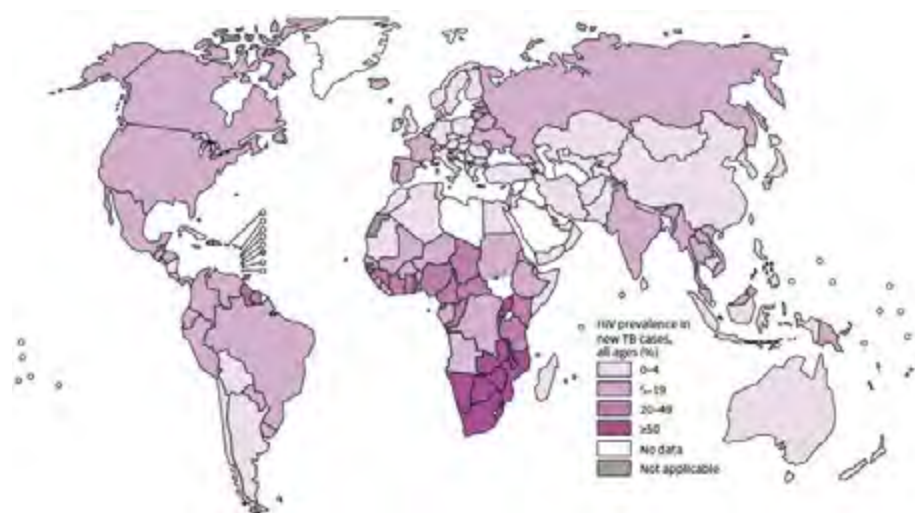 HIV prevalence in
new TB cases,
all ages (%)
0–4
5–19
20–49
≥50
No data
Not applicable